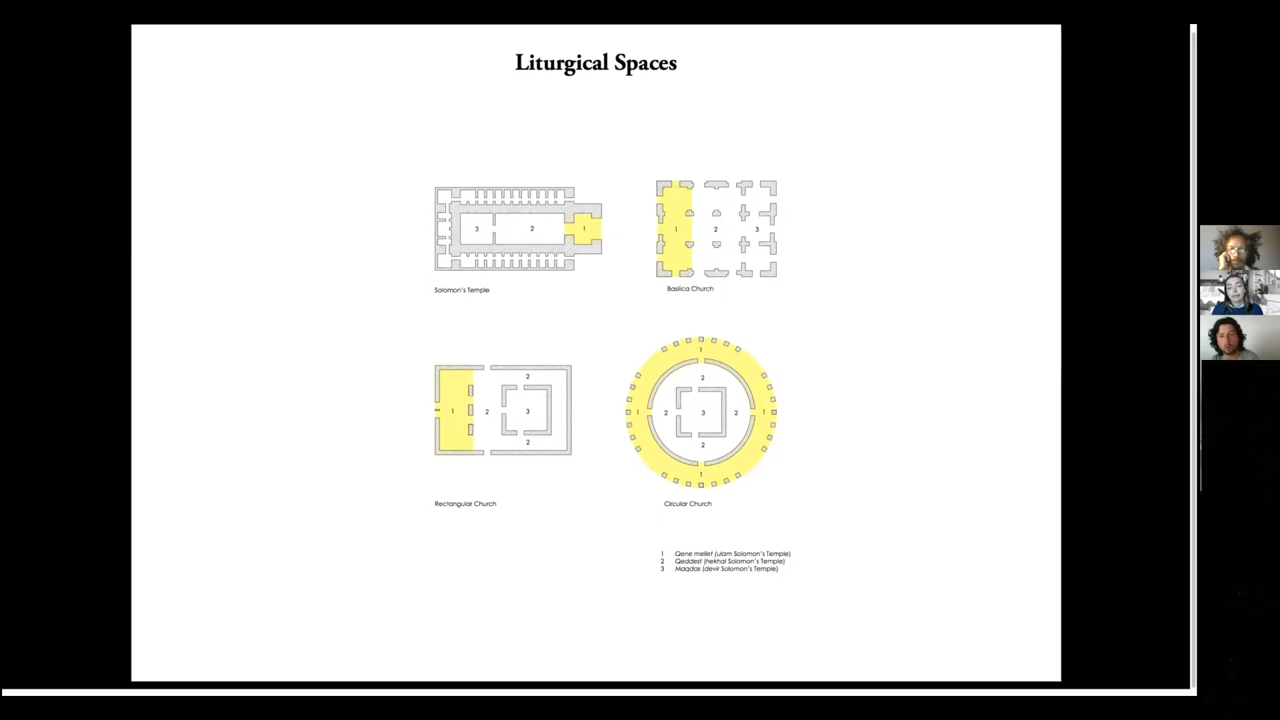 Liturgical Spaces
3 2 1
Solomon's Temple
1 2 3
Basilica Church
2
1 2 3
2
Rectangular Church
1
2
1 2 3 2 1
2
1
Circular Church
1 Qene mellet (ulam Solomon's Temple)
2 Qeddest (hekhal Solomon's Temple)
3 Maqdas (devir Solomon's Temple)